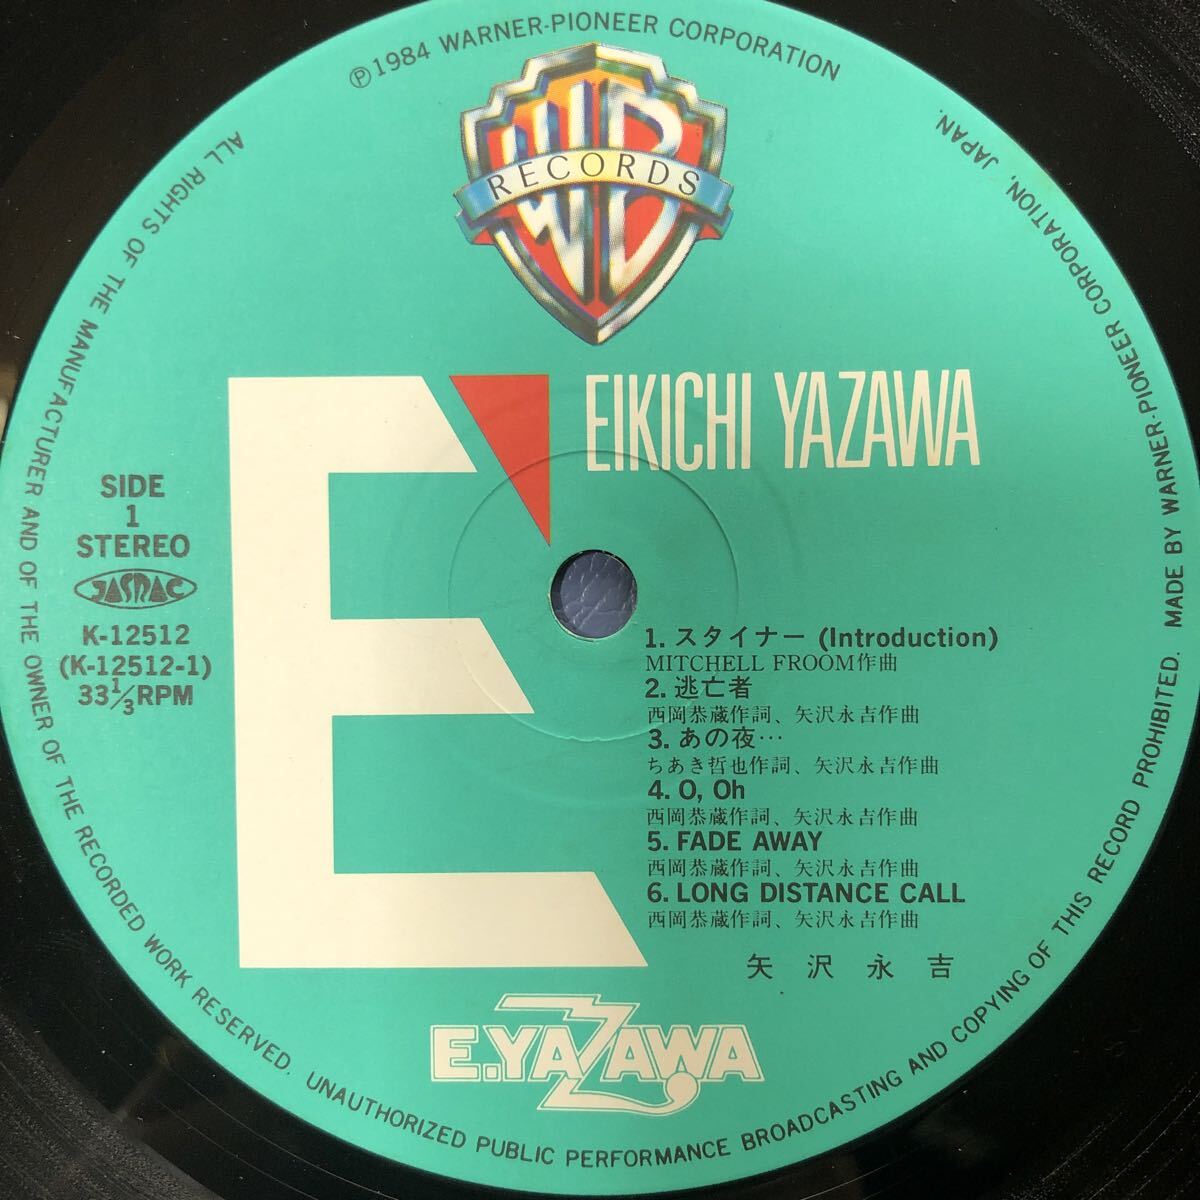 ℗1984 WARNER-PIONEER CORPORATION
WB
RECORDS
E'
EIKICHI YAZAWA
SIDE
1
STEREO
JASRAC
K-12512
(K-12512-1)
33⅓RPM
1. スタイナー (Introduction)
MITCHELL FROOM作曲
2. 逃亡者
西岡恭蔵作詞、矢沢永吉作曲
3. あの夜…
ちあき哲也作詞、矢沢永吉作曲
4. O, Oh
西岡恭蔵作詞、矢沢永吉作曲
5. FADE AWAY
西岡恭蔵作詞、矢沢永吉作曲
6. LONG DISTANCE CALL
西岡恭蔵作詞、矢沢永吉作曲
矢沢永吉
E.YAZAWA
ALL RIGHTS OF THE MANUFACTURER AND OF THE OWNER OF THE RECORDED WORK RESERVED. UNAUTHORIZED PUBLIC PERFORMANCE BROADCASTING AND COPYING OF THIS RECORD PROHIBITED. MADE BY WARNER-PIONEER CORPORATION, JAPAN.